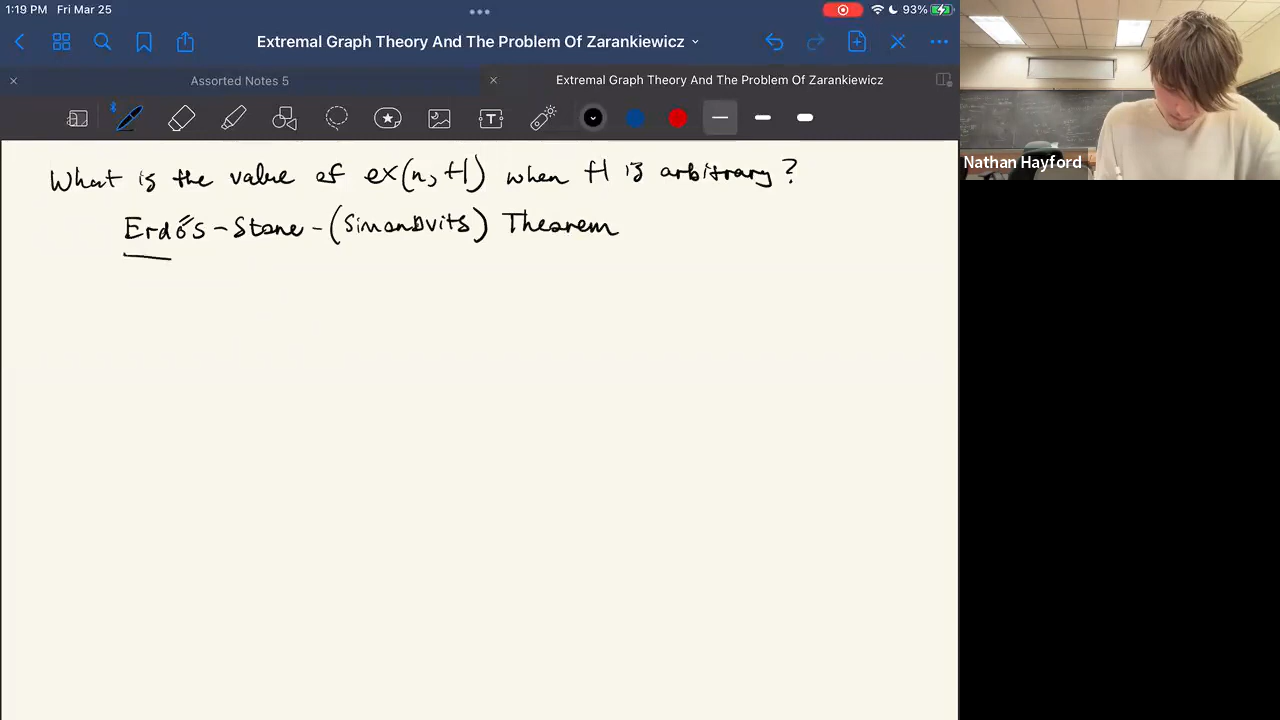 1:19 PM Fri Mar 25
93%
Extremal Graph Theory And The Problem Of Zarankiewicz
Assorted Notes 5
Extremal Graph Theory And The Problem Of Zarankiewicz
T
Nathan Hayford
What is the value of ex(n, H) when H is arbitrary?
Erdős-Stone-(Simonovits) Theorem